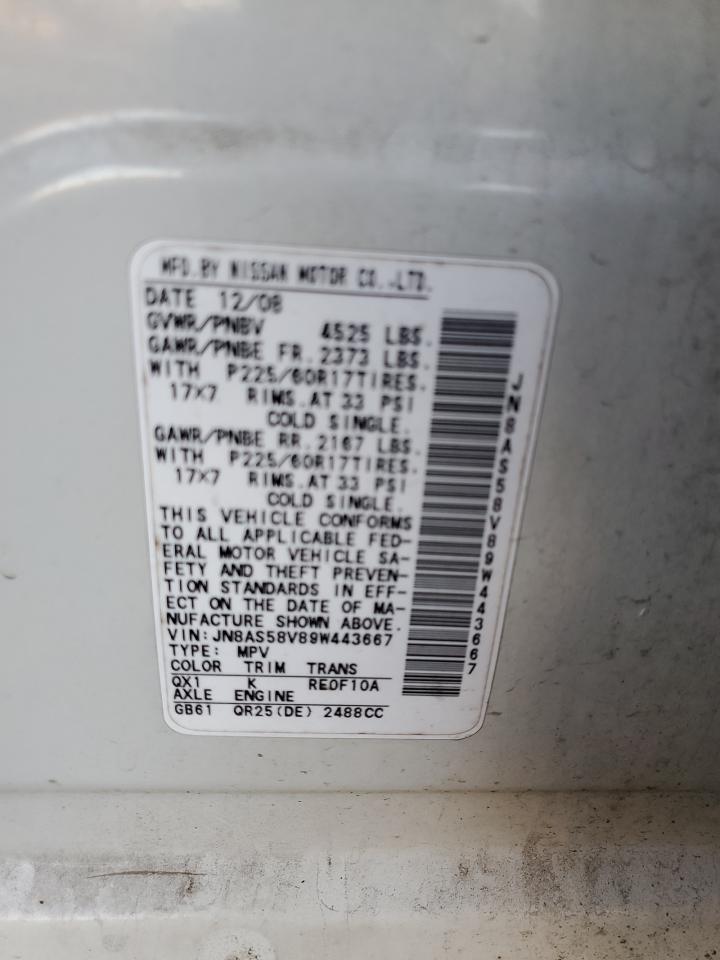 MFD.BY NISSAN MOTOR CO.,LTD.
DATE 12/08
GVWR/PNBV 4525 LBS.
GAWR/PNBE FR. 2373 LBS.
WITH P225/60R17TIRES.
17X7 RIMS.AT 33 PSI
COLD SINGLE.
GAWR/PNBE RR. 2167 LBS.
WITH P225/60R17TIRES.
17X7 RIMS.AT 33 PSI
COLD SINGLE.
THIS VEHICLE CONFORMS
TO ALL APPLICABLE FED-
ERAL MOTOR VEHICLE SA-
FETY AND THEFT PREVEN-
TION STANDARDS IN EFF-
ECT ON THE DATE OF MA-
NUFACTURE SHOWN ABOVE.
VIN:JN8AS58V89W443667
TYPE: MPV
COLOR TRIM TRANS
QX1 K RE0F10A
AXLE ENGINE
GB61 QR25(DE) 2488CC
JN8AS58V89W443667